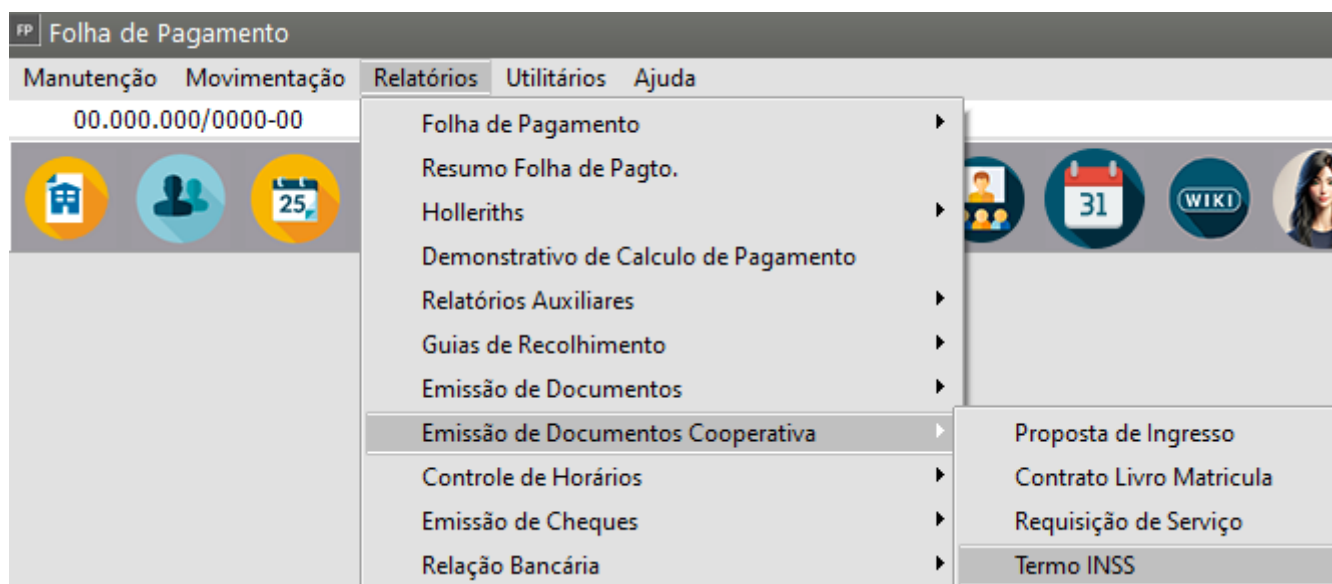 FP Folha de Pagamento
Manutenção Movimentação Relatórios Utilitários Ajuda
00.000.000/0000-00
25
31
WIKI
Folha de Pagamento
Resumo Folha de Pagto.
Holleriths
Demonstrativo de Calculo de Pagamento
Relatórios Auxiliares
Guias de Recolhimento
Emissão de Documentos
Emissão de Documentos Cooperativa
Controle de Horários
Emissão de Cheques
Relação Bancária
Proposta de Ingresso
Contrato Livro Matricula
Requisição de Serviço
Termo INSS